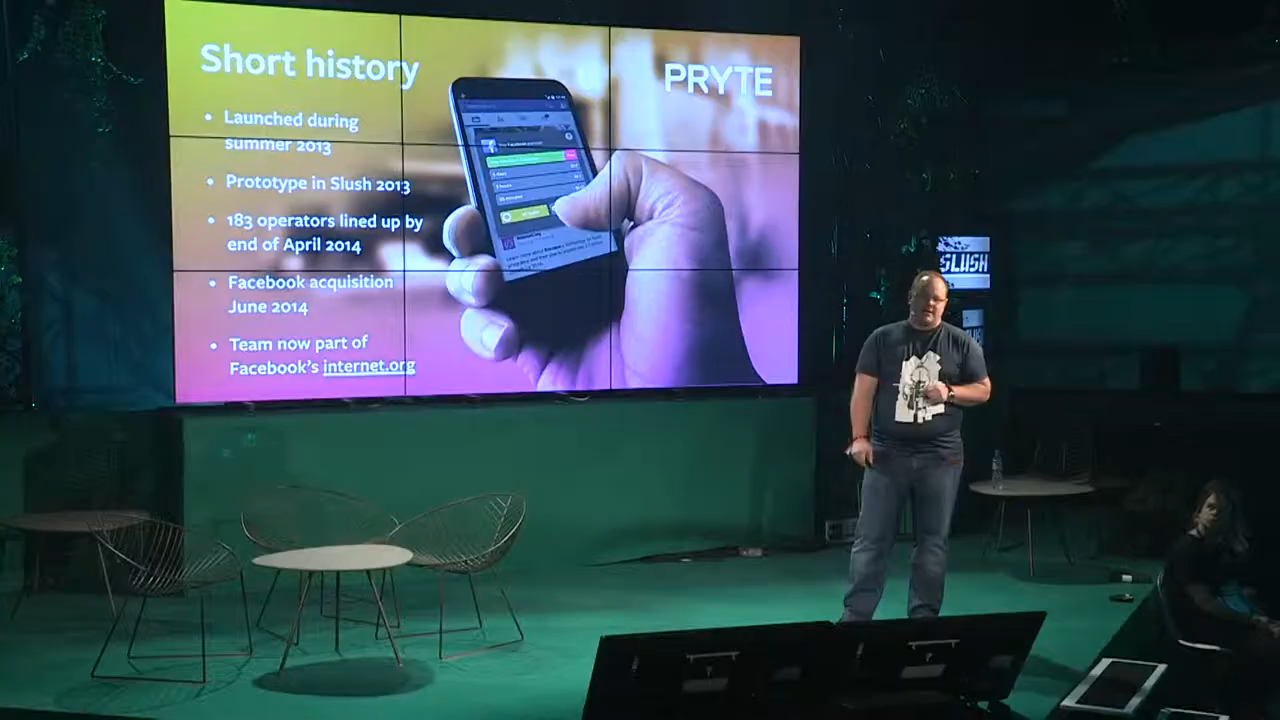 Short history
PRYTE
• Launched during
summer 2013
• Prototype in Slush 2013
• 183 operators lined up by
end of April 2014
• Facebook acquisition
June 2014
• Team now part of
Facebook's internet.org
SLUSH